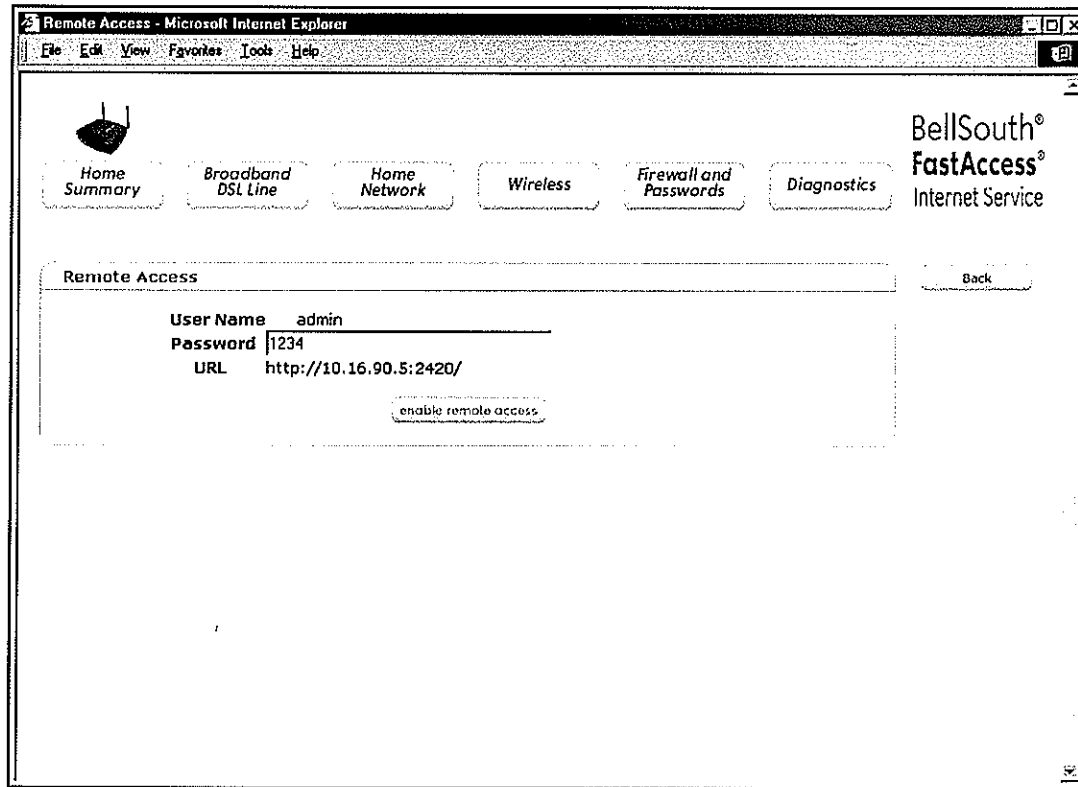 Remote Access - Microsoft Internet Explorer
File Edit View Favorites Tools Help
BellSouth®
FastAccess®
Internet Service
Home Summary
Broadband DSL Line
Home Network
Wireless
Firewall and Passwords
Diagnostics
Remote Access
Back
User Name admin
Password 1234
URL http://10.16.90.5:2420/
enable remote access